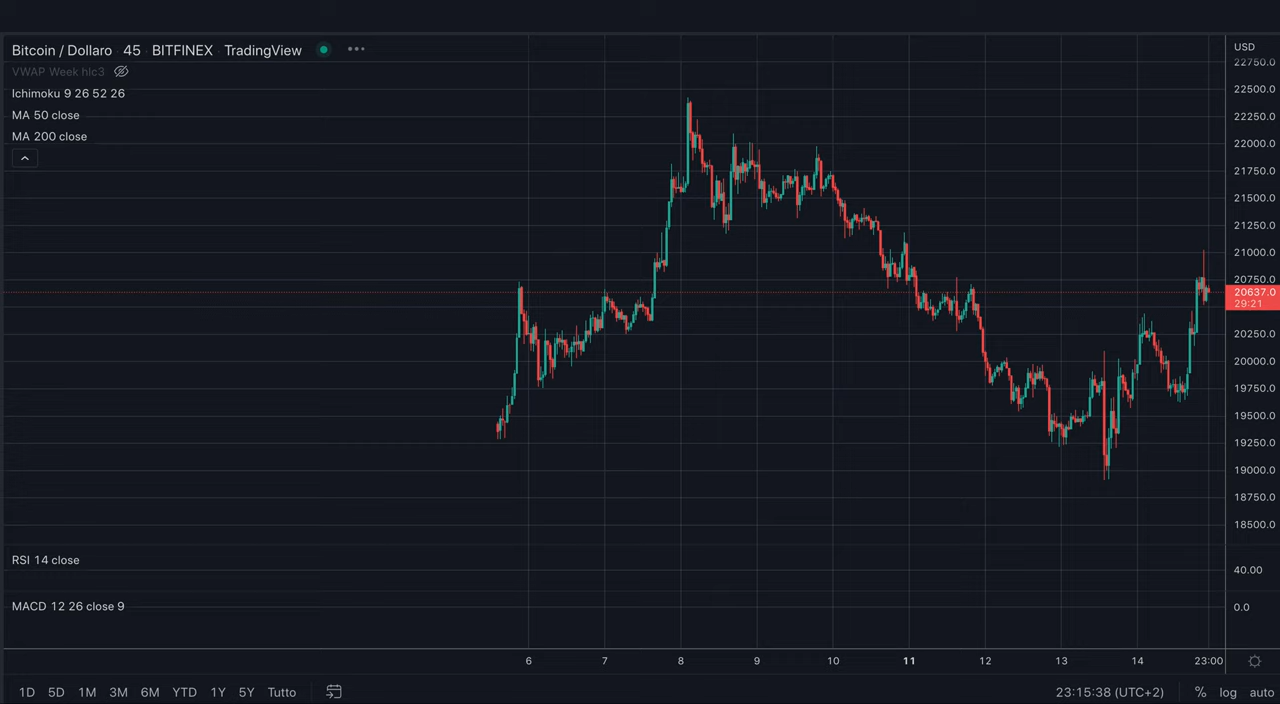 Bitcoin / Dollaro 45 BITFINEX TradingView
VWAP Week hlc3
Ichimoku 9 26 52 26
MA 50 close
MA 200 close
RSI 14 close
MACD 12 26 close 9
USD
22750.0
22500.0
22250.0
22000.0
21750.0
21500.0
21250.0
21000.0
20750.0
20637.0
29:21
20250.0
20000.0
19750.0
19500.0
19250.0
19000.0
18750.0
18500.0
40.00
0.0
6 7 8 9 10 11 12 13 14 23:00
1D 5D 1M 3M 6M YTD 1Y 5Y Tutto 23:15:38 (UTC+2) % log auto